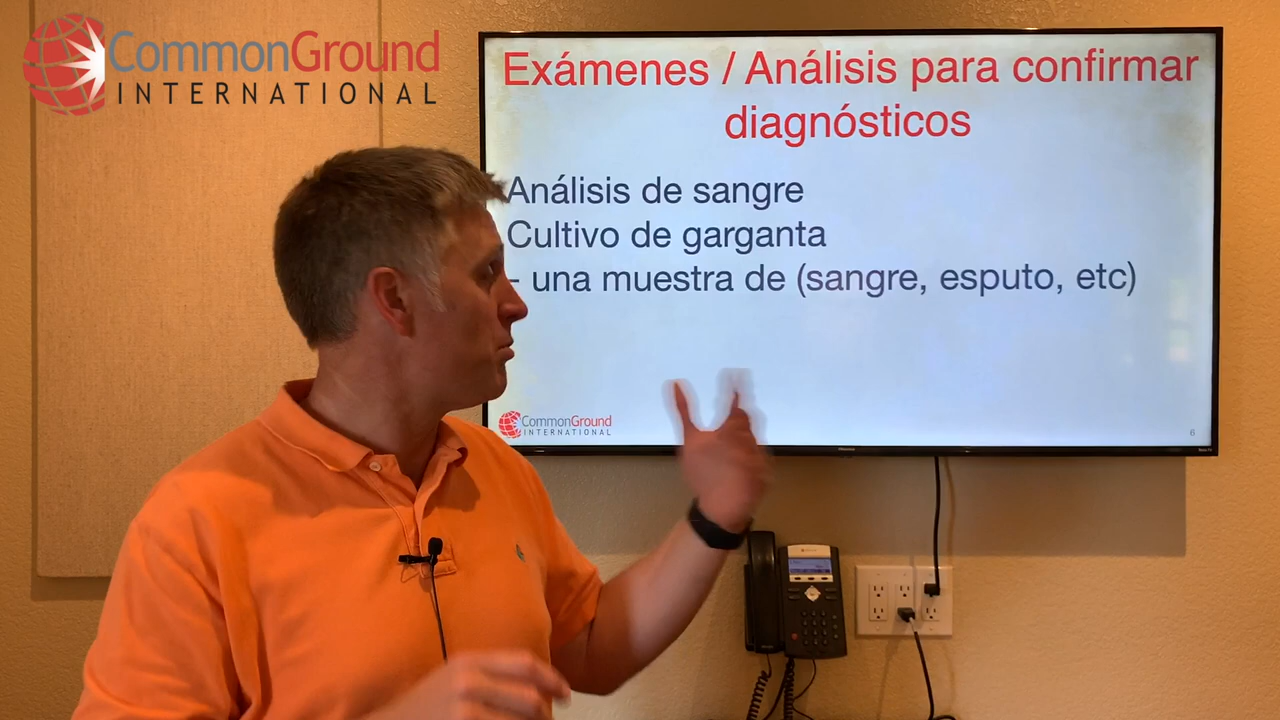 CommonGround
INTERNATIONAL
Exámenes / Análisis para confirmar
diagnósticos
Análisis de sangre
Cultivo de garganta
- una muestra de (sangre, esputo, etc)
CommonGround
INTERNATIONAL
6